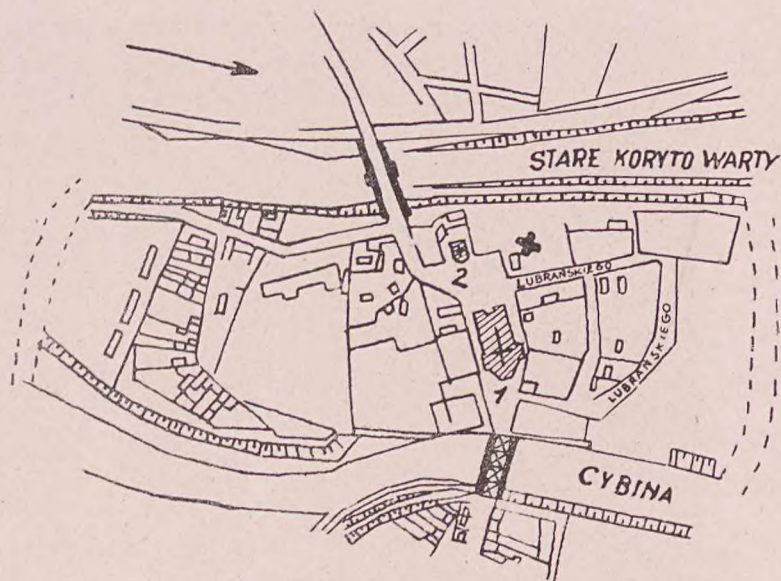 STARE KORYTO WARTY
2
LUBRAŃSKIEGO
LUBRAŃSKIEGO
1
CYBINA